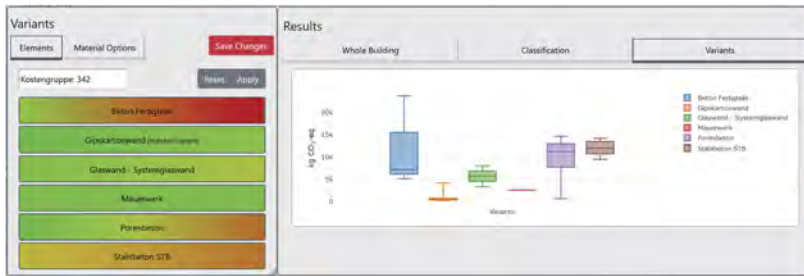 Variants
Elements
Material Options
Save Changes
Kostengruppe: 342
Reset
Apply
Beton Fertigteile
Gipskartonwand
Glaswand - Systemglaswand
Mauerwerk
Porenbeton
Stahlbeton STB
Results
Whole Building
Classification
Variants
kg CO₂-eq
20k
15k
10k
5k
0
Variants
Beton Fertigteile
Gipskartonwand
Glaswand - Systemglaswand
Mauerwerk
Porenbeton
Stahlbeton STB